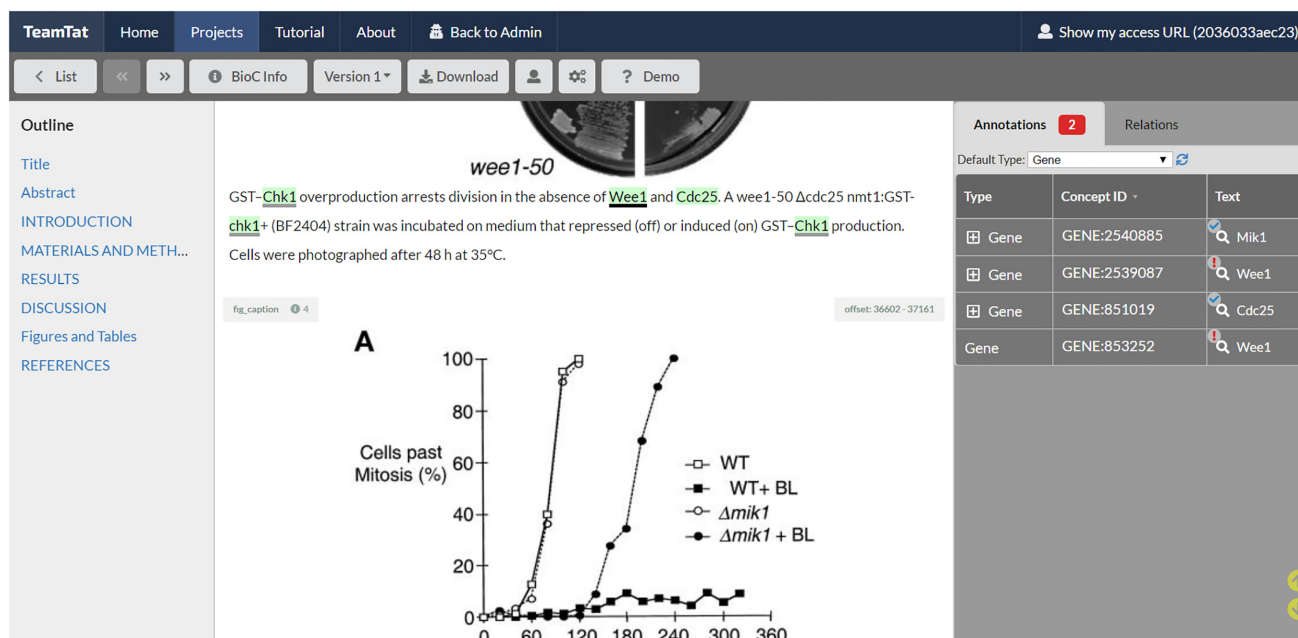 TeamTat Home Projects Tutorial About Back to Admin Show my access URL (2036033aec23)
List BioC Info Version 1 Download ? Demo
Outline
Title
Abstract
INTRODUCTION
MATERIALS AND METH...
RESULTS
DISCUSSION
Figures and Tables
REFERENCES
wee1-50
GST–Chk1 overproduction arrests division in the absence of Wee1 and Cdc25. A wee1-50 Δcdc25 nmt1:GST-
chk1+ (BF2404) strain was incubated on medium that repressed (off) or induced (on) GST–Chk1 production.
Cells were photographed after 48 h at 35°C.
fig_caption 4 offset: 36602 - 37161
A
Cells past
Mitosis (%)
100
80
60
40
20
0
WT
WT+ BL
Δmik1
Δmik1 + BL
0 60 120 180 240 300 360
Annotations 2 Relations
Default Type: Gene
Type Concept ID Text
Gene GENE:2540885 Mik1
Gene GENE:2539087 Wee1
Gene GENE:851019 Cdc25
Gene GENE:853252 Wee1